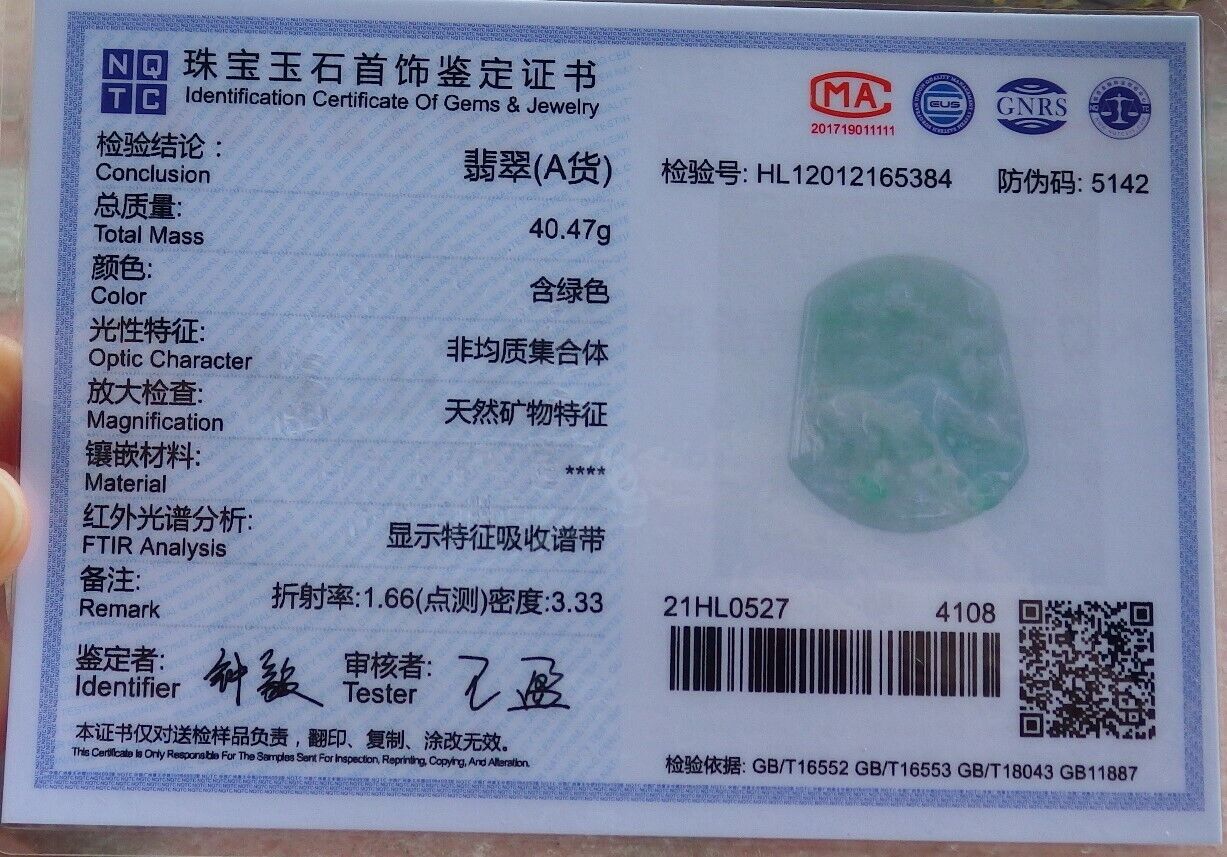 NQ
TC
珠宝玉石首饰鉴定证书
Identification Certificate Of Gems & Jewelry
检验结论：
Conclusion
翡翠(A货)
总质量:
Total Mass
40.47g
颜色:
Color
含绿色
光性特征:
Optic Character
非均质集合体
放大检查:
Magnification
天然矿物特征
镶嵌材料:
Material
****
红外光谱分析:
FTIR Analysis
显示特征吸收谱带
备注:
Remark
折射率:1.66(点测)密度:3.33
鉴定者:
Identifier
审核者:
Tester
本证书仅对送检样品负责，翻印、复制、涂改无效。
This Certificate Is Only Responsible For The Samples Sent For Inspection, Reprinting, Copying, And Alteration.
MA
201719011111
EUS
GNRS
检验号: HL12012165384
防伪码: 5142
21HL0527
4108
检验依据: GB/T16552 GB/T16553 GB/T18043 GB11887